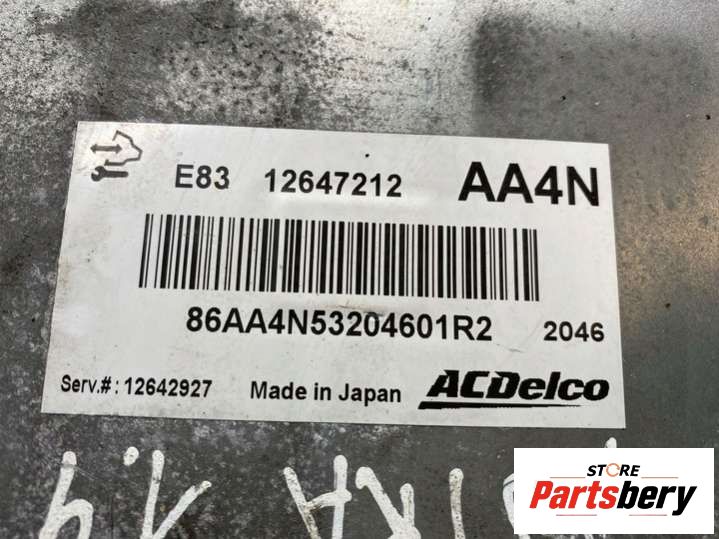 E83 12647212 AA4N
86AA4N53204601R2 2046
Serv.#: 12642927 Made in Japan ACDelco
STORE
Partsbery